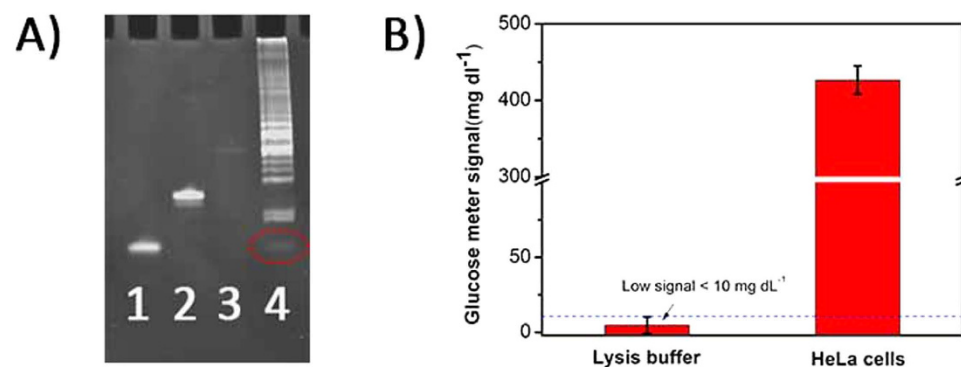 A)
1 2 3 4
B)
Glucose meter signal(mg dl⁻¹)
500
400
300
50
0
Low signal < 10 mg dL⁻¹
Lysis buffer
HeLa cells